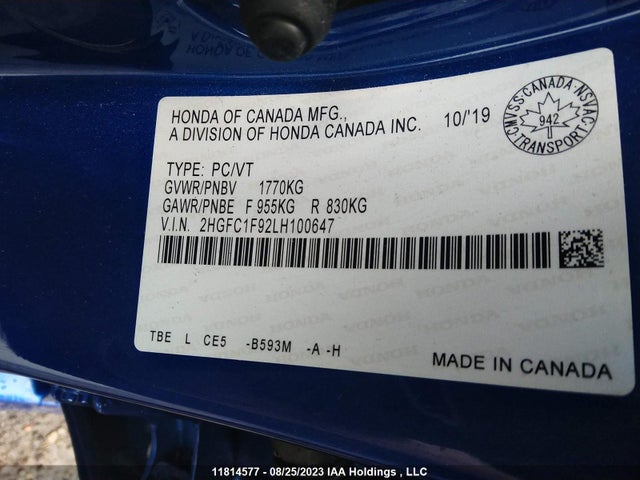 HONDA OF CANADA MFG.,
A DIVISION OF HONDA CANADA INC. 10/'19
CMVSS·CANADA·NSVAC
942
TRANSPORT
TYPE: PC/VT
GVWR/PNBV 1770KG
GAWR/PNBE F 955KG R 830KG
V.I.N. 2HGFC1F92LH100647
TBE L CE5 -B593M -A -H
MADE IN CANADA
11814577 - 08/25/2023 IAA Holdings , LLC